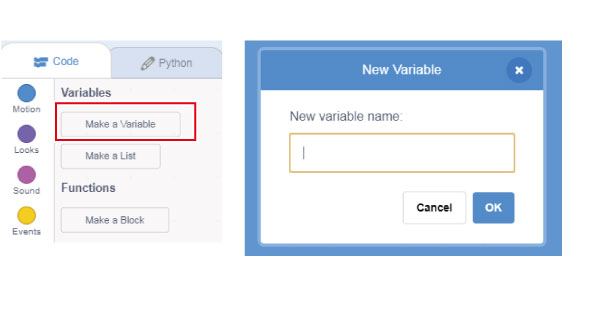 Code
Python
Motion
Looks
Sound
Events
Variables
Make a Variable
Make a List
Functions
Make a Block
New Variable
New variable name:
Cancel
OK